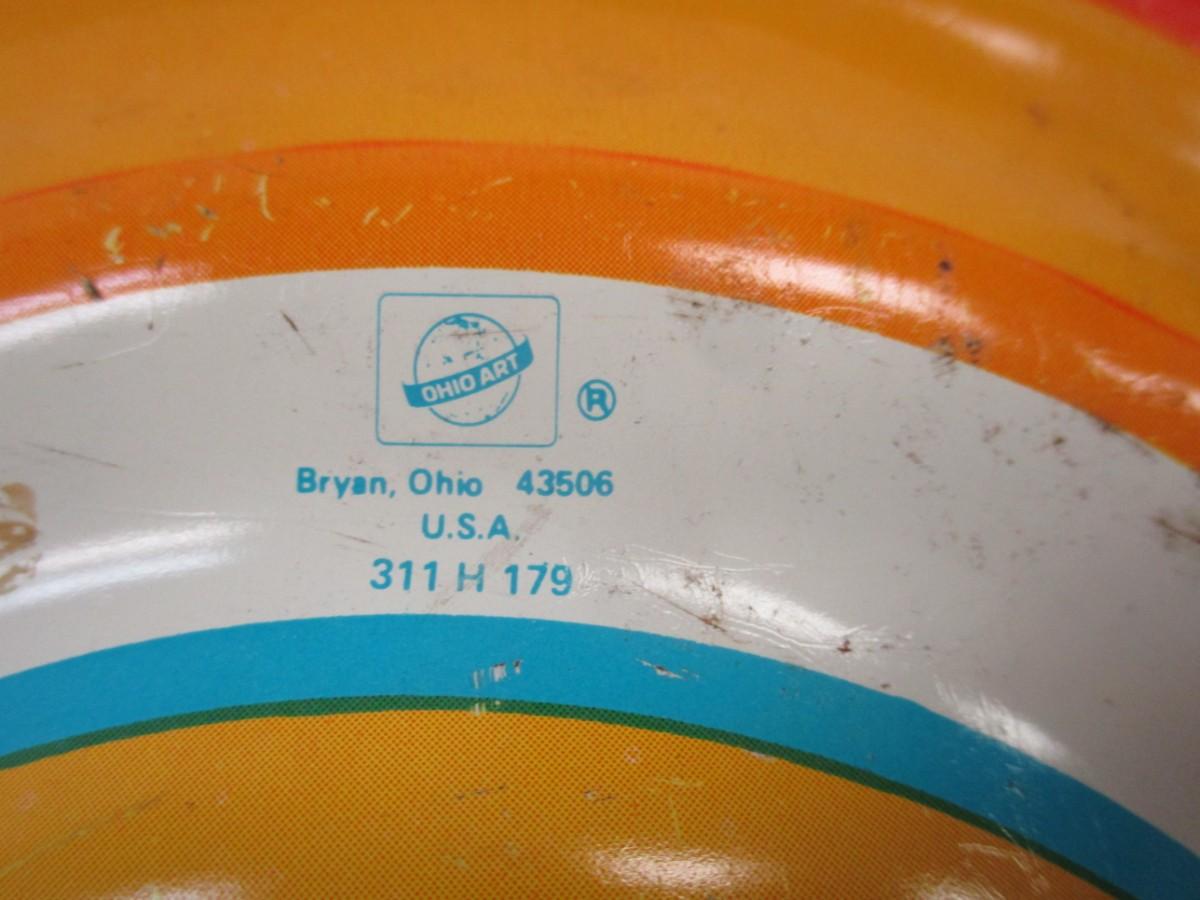 OHIO ART
®
Bryan, Ohio 43506
U.S.A.
311 H 179